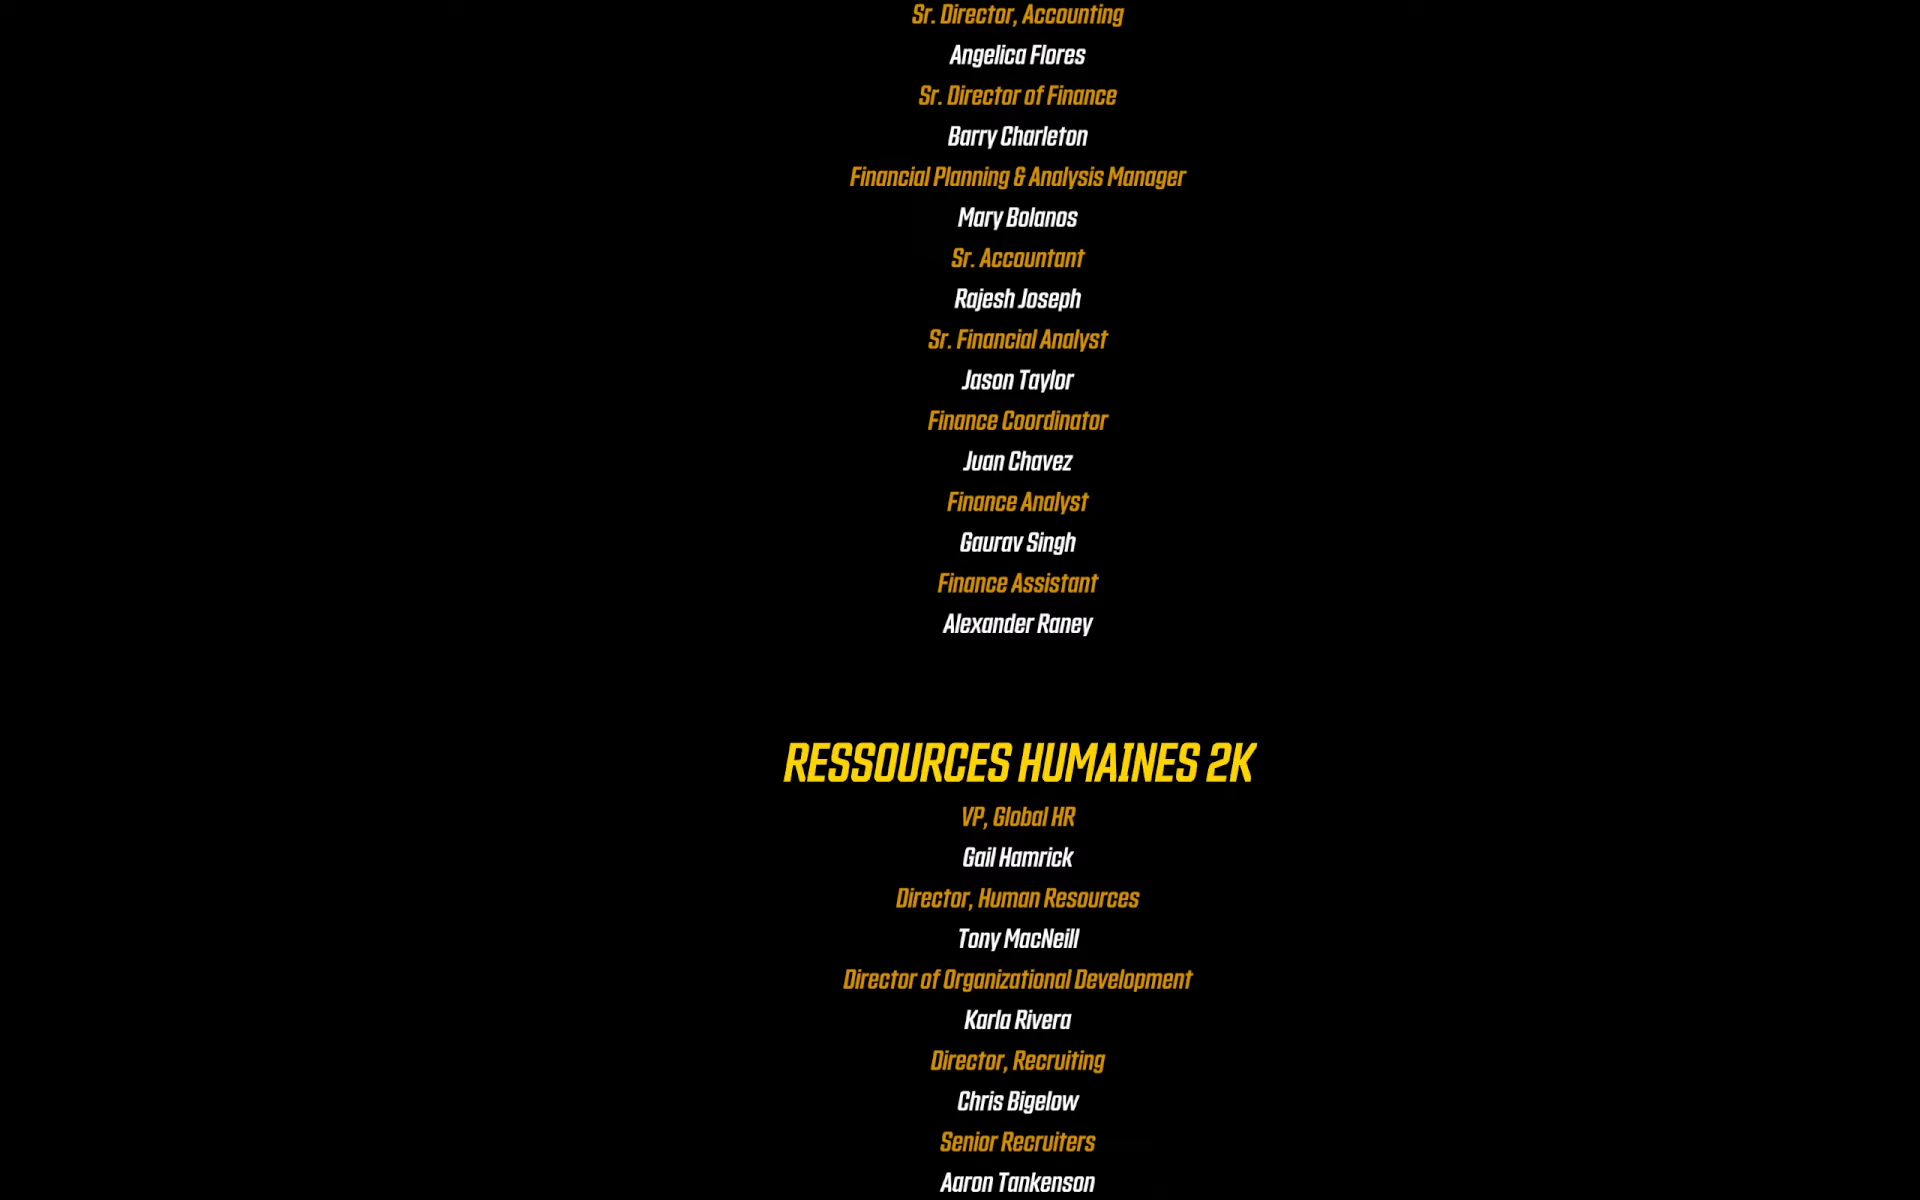 Sr. Director, Accounting
Angelica Flores
Sr. Director of Finance
Barry Charleton
Financial Planning & Analysis Manager
Mary Bolanos
Sr. Accountant
Rajesh Joseph
Sr. Financial Analyst
Jason Taylor
Finance Coordinator
Juan Chavez
Finance Analyst
Gaurav Singh
Finance Assistant
Alexander Raney
RESSOURCES HUMAINES 2K
VP, Global HR
Gail Hamrick
Director, Human Resources
Tony MacNeill
Director of Organizational Development
Karla Rivera
Director, Recruiting
Chris Bigelow
Senior Recruiters
Aaron Tankenson